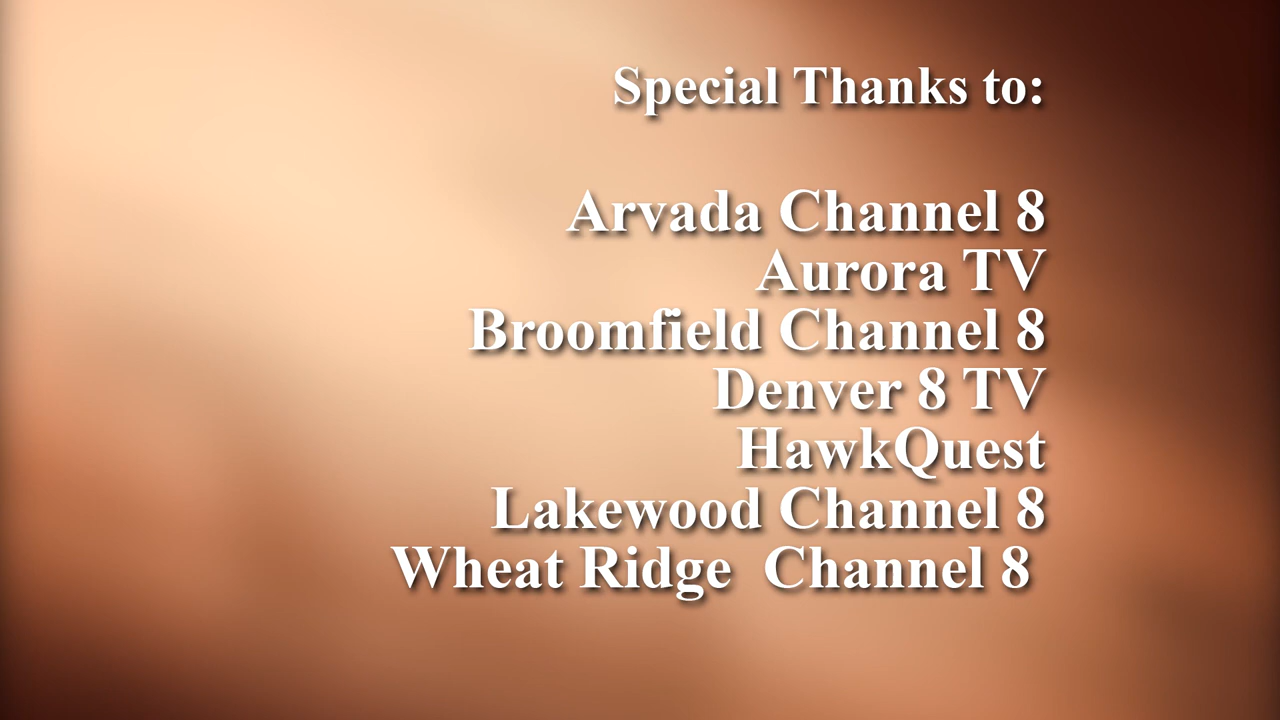 Special Thanks to:
Arvada Channel 8
Aurora TV
Broomfield Channel 8
Denver 8 TV
HawkQuest
Lakewood Channel 8
Wheat Ridge  Channel 8